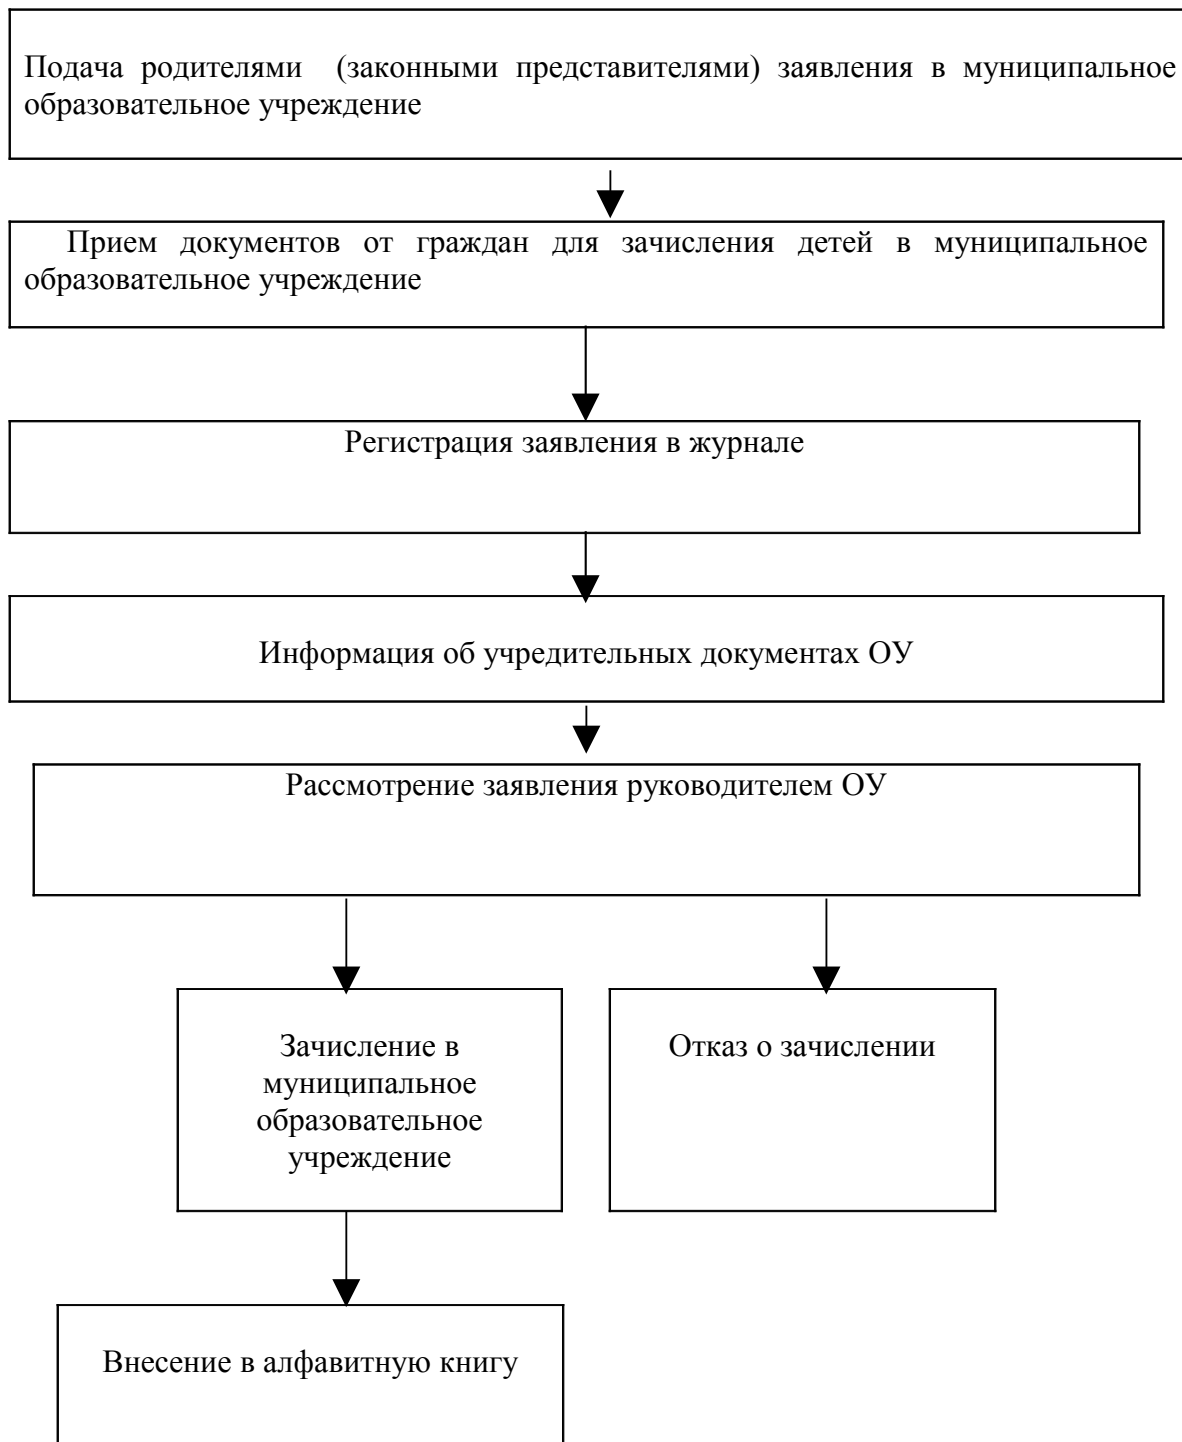 Подача родителями (законными представителями) заявления в муниципальное
образовательное учреждение
Прием документов от граждан для зачисления детей в муниципальное
образовательное учреждение
Регистрация заявления в журнале
Информация об учредительных документах ОУ
Рассмотрение заявления руководителем ОУ
Зачисление в
муниципальное
образовательное
учреждение
Отказ о зачислении
Внесение в алфавитную книгу